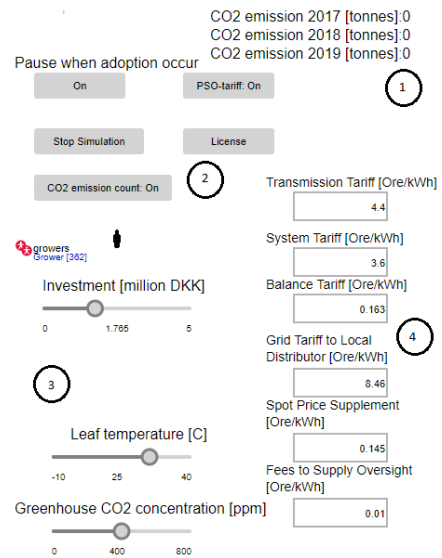 CO2 emission 2017 [tonnes]:0
CO2 emission 2018 [tonnes]:0
CO2 emission 2019 [tonnes]:0
Pause when adoption occur
On
PSO-tariff: On
1
Stop Simulation
License
CO2 emission count: On
2
Transmission Tariff [Ore/kWh]
4.4
System Tariff [Ore/kWh]
3.6
growers
Grower [362]
Investment [million DKK]
0 1.765 5
Balance Tariff [Ore/kWh]
0.163
Grid Tariff to Local
Distributor [Ore/kWh]
8.46
4
3
Spot Price Supplement
[Ore/kWh]
0.145
Leaf temperature [C]
-10 25 40
Fees to Supply Oversight
[Ore/kWh]
0.01
Greenhouse CO2 concentration [ppm]
0 400 800